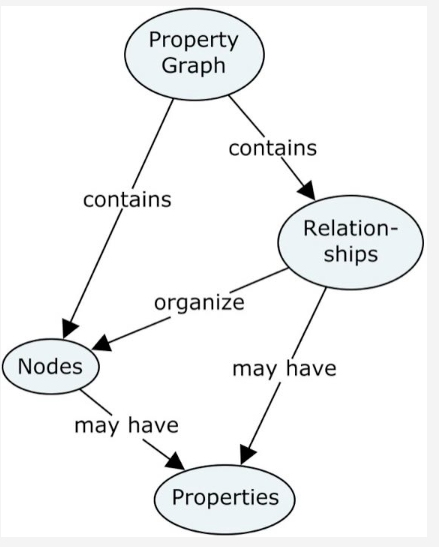 Property
Graph
contains
contains
Relation-
ships
organize
Nodes
may have
may have
Properties